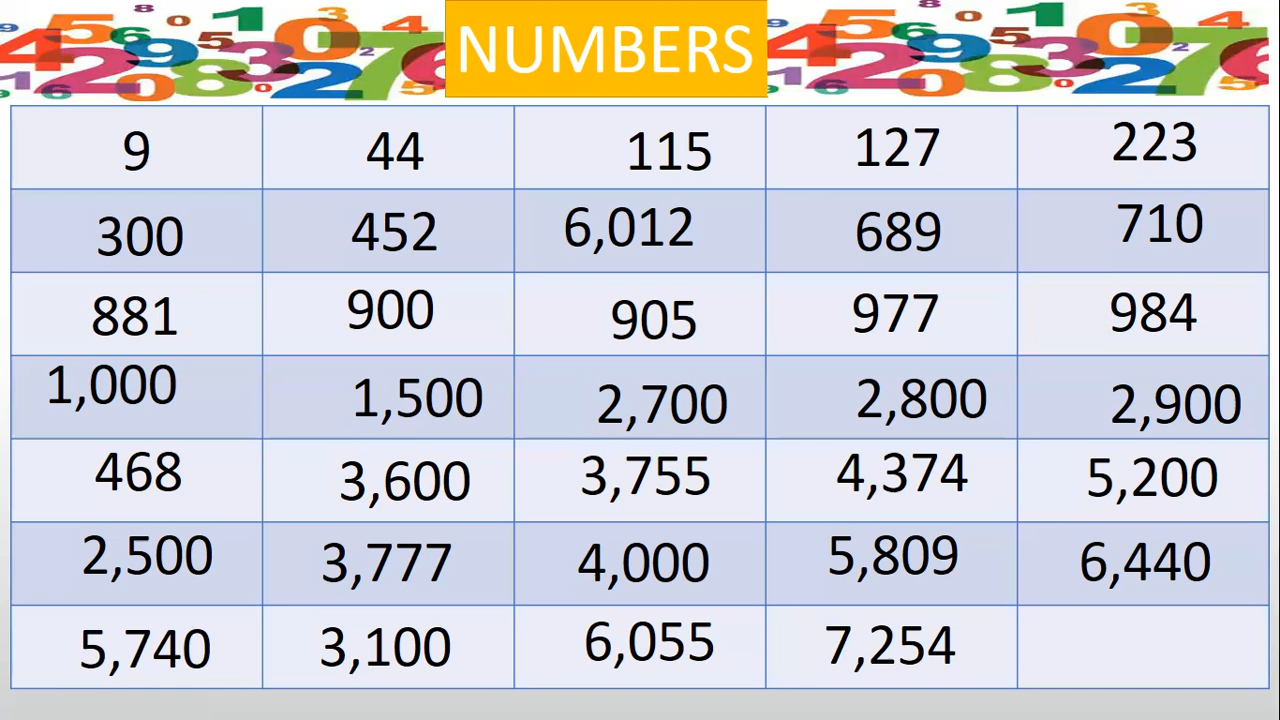 NUMBERS
9 44 115 127 223
300 452 6,012 689 710
881 900 905 977 984
1,000 1,500 2,700 2,800 2,900
468 3,600 3,755 4,374 5,200
2,500 3,777 4,000 5,809 6,440
5,740 3,100 6,055 7,254